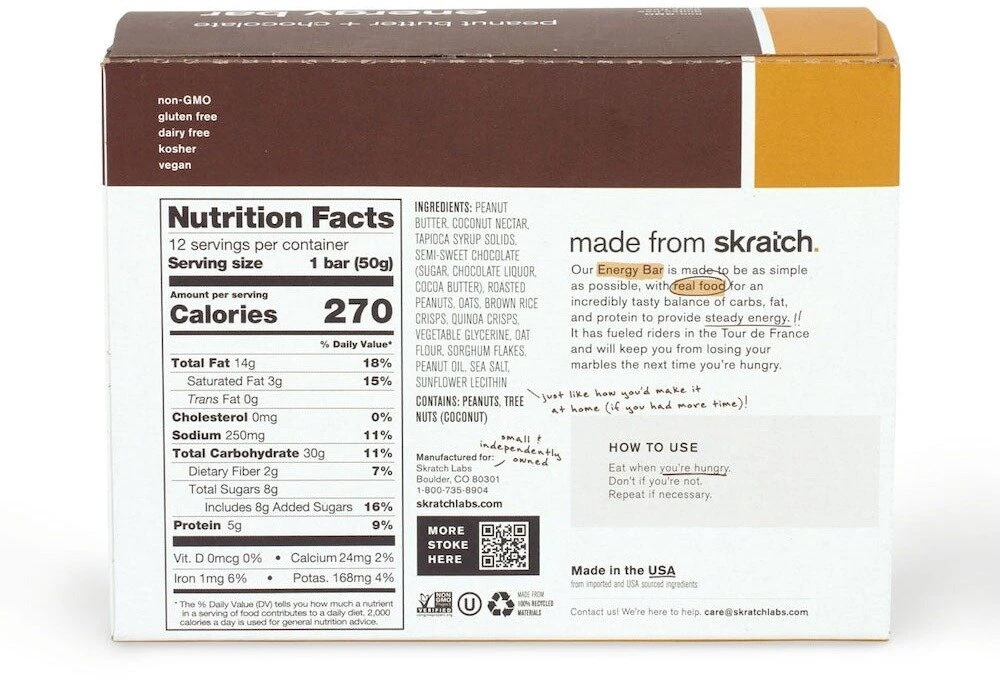 energy bar
peanut butter + chocolate
non-GMO
gluten free
dairy free
kosher
vegan
Nutrition Facts
12 servings per container
Serving size 1 bar (50g)
Amount per serving
Calories 270
% Daily Value*
Total Fat 14g 18%
Saturated Fat 3g 15%
Trans Fat 0g
Cholesterol 0mg 0%
Sodium 250mg 11%
Total Carbohydrate 30g 11%
Dietary Fiber 2g 7%
Total Sugars 8g
Includes 8g Added Sugars 16%
Protein 5g 9%
Vit. D 0mcg 0% • Calcium 24mg 2%
Iron 1mg 6% • Potas. 168mg 4%
* The % Daily Value (DV) tells you how much a nutrient
in a serving of food contributes to a daily diet. 2,000
calories a day is used for general nutrition advice.
INGREDIENTS: PEANUT
BUTTER, COCONUT NECTAR,
TAPIOCA SYRUP SOLIDS,
SEMI-SWEET CHOCOLATE
(SUGAR, CHOCOLATE LIQUOR,
COCOA BUTTER), ROASTED
PEANUTS, OATS, BROWN RICE
CRISPS, QUINOA CRISPS,
VEGETABLE GLYCERINE, OAT
FLOUR, SORGHUM FLAKES,
PEANUT OIL, SEA SALT,
SUNFLOWER LECITHIN
CONTAINS: PEANUTS, TREE
NUTS (COCONUT)
just like how you'd make it
at home (if you had more time)!
small +
independently
owned
Manufactured for:
Skratch Labs
Boulder, CO 80301
1-800-735-8904
skratchlabs.com
MORE
STOKE
HERE
NON
GMO
VERIFIED
U
MADE FROM
100% RECYCLED
MATERIALS
made from skratch.
Our Energy Bar is made to be as simple
as possible, with real food for an
incredibly tasty balance of carbs, fat,
and protein to provide steady energy. !!
It has fueled riders in the Tour de France
and will keep you from losing your
marbles the next time you're hungry.
HOW TO USE
Eat when you're hungry.
Don't if you're not.
Repeat if necessary.
Made in the USA
from imported and USA sourced ingredients
Contact us! We're here to help. care@skratchlabs.com